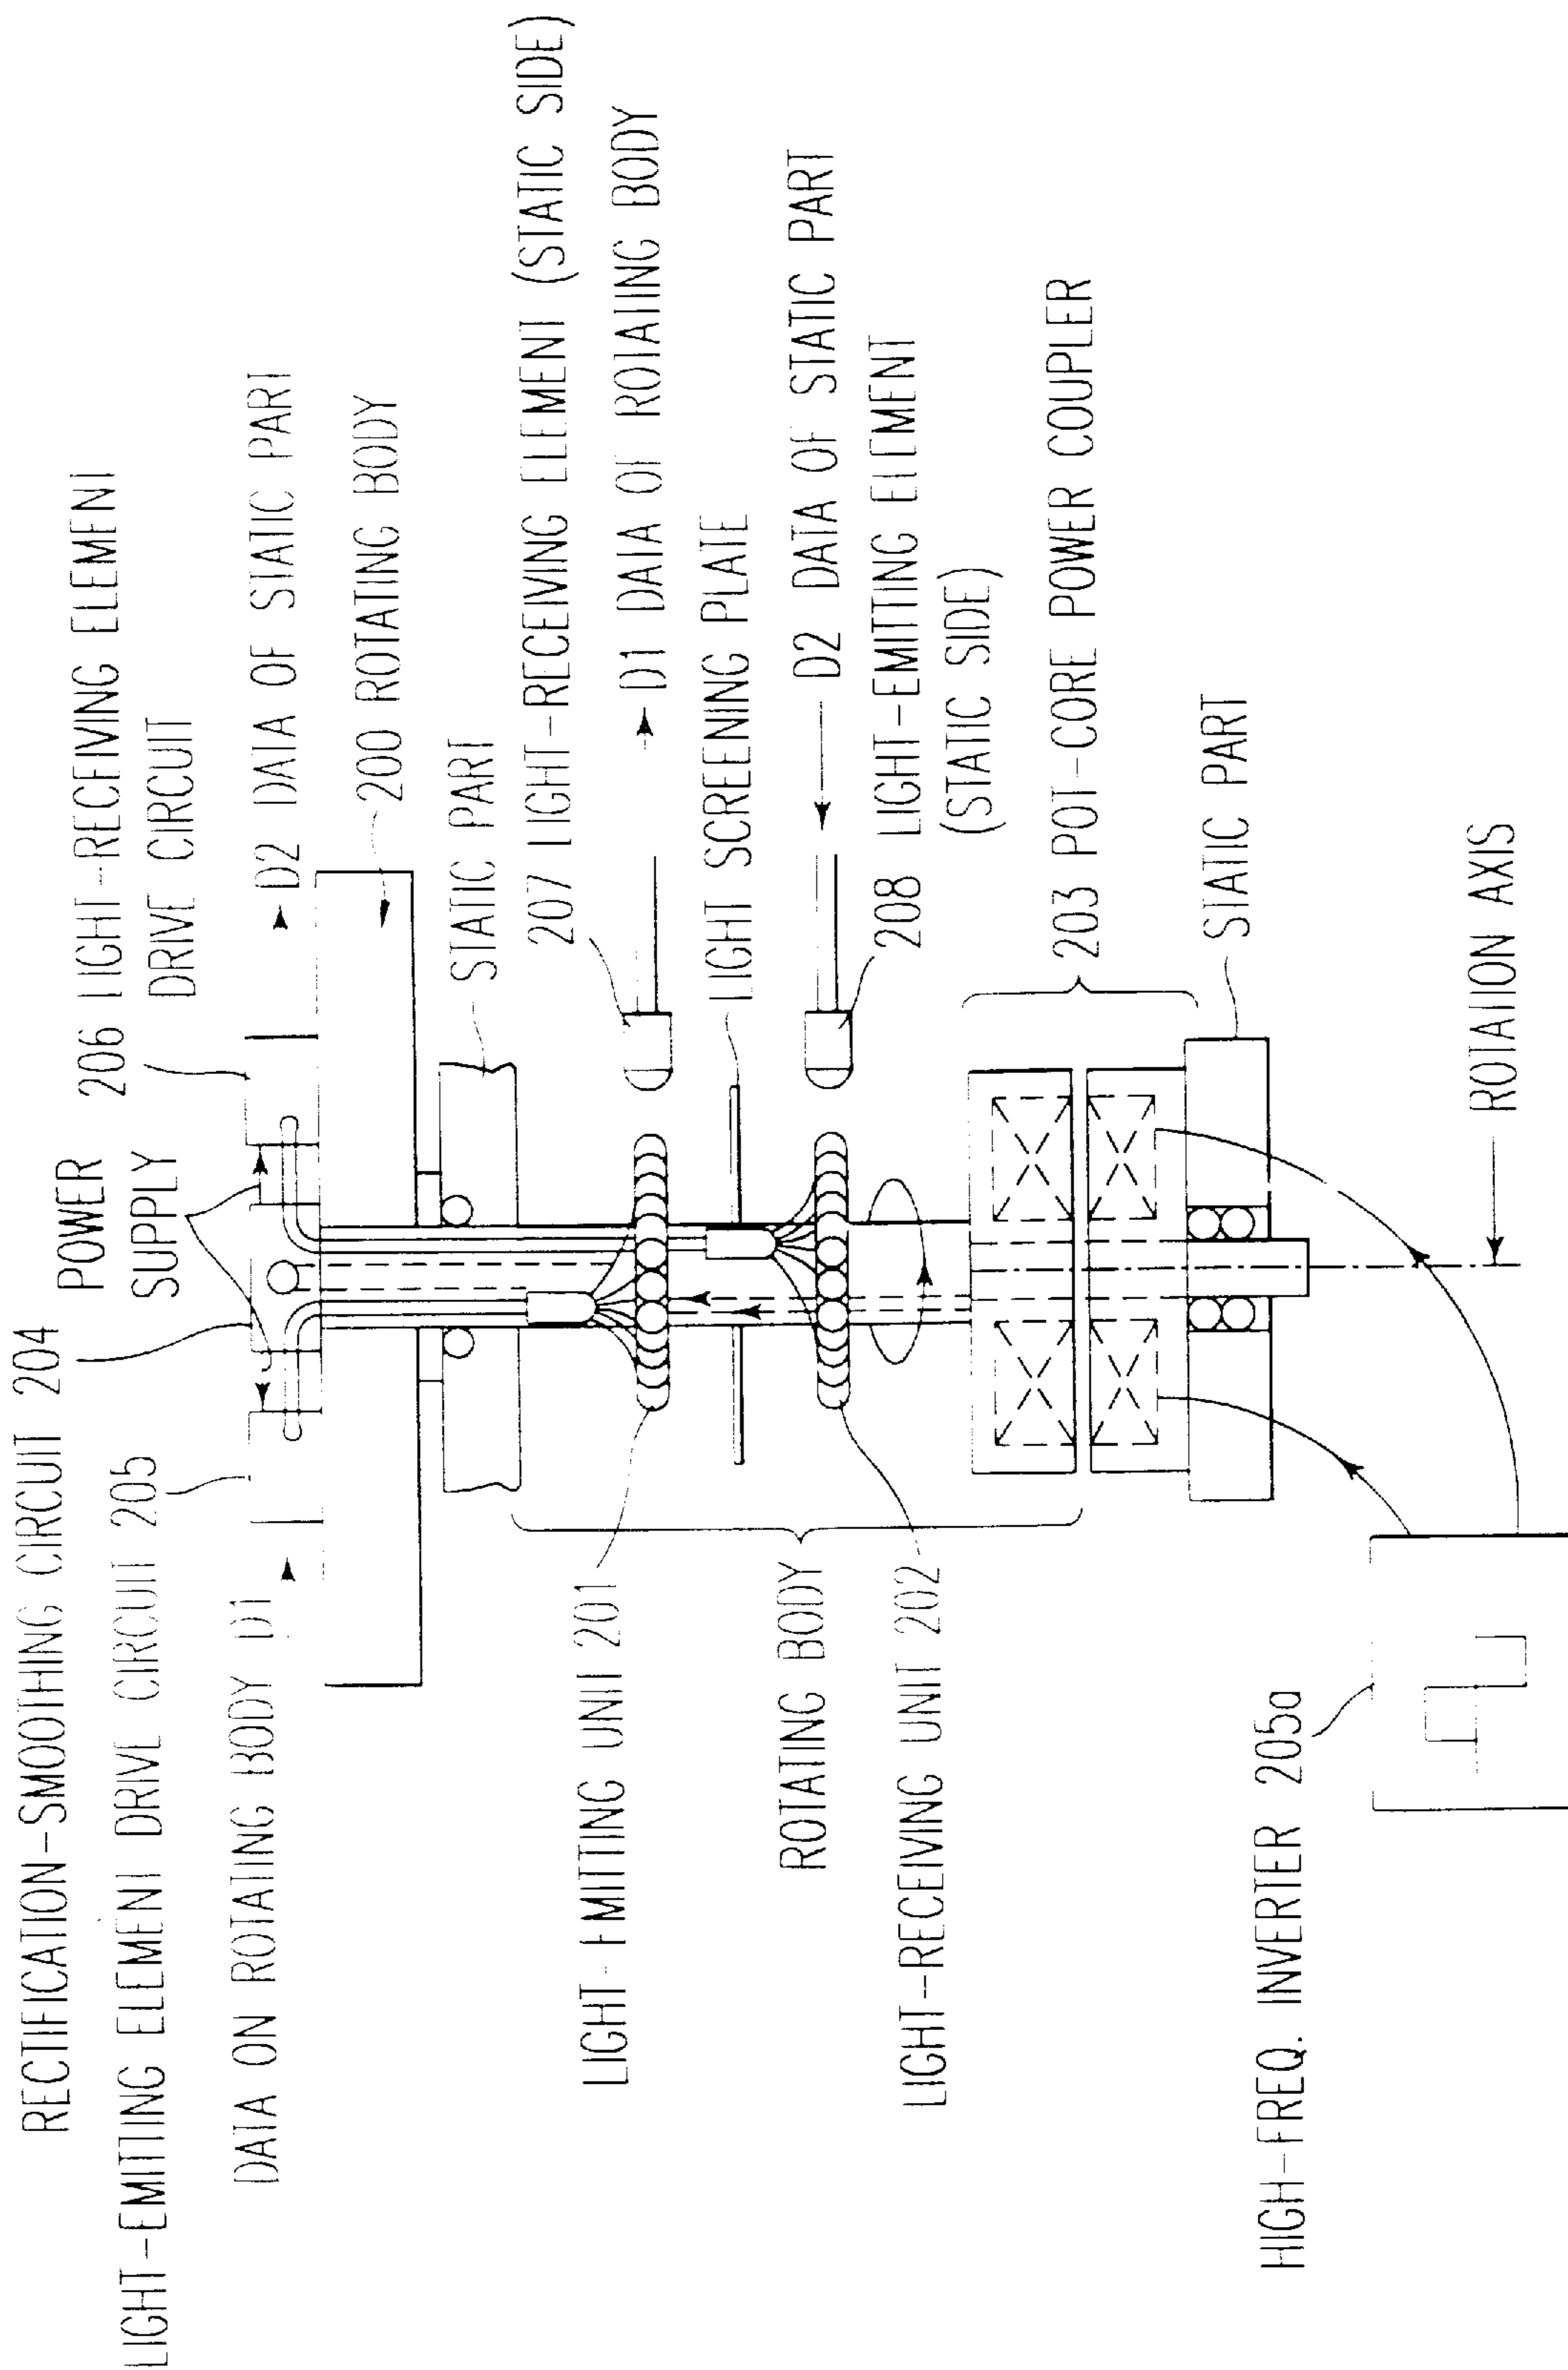 RECTIFICATION-SMOOTHING CIRCUIT 204
LIGHT-EMITTING ELEMENT DRIVE CIRCUIT 205
DATA ON ROTATING BODY D1
POWER
SUPPLY
206 LIGHT-RECEIVING ELEMENT
DRIVE CIRCUIT
D2 DATA OF STATIC PART
200 ROTATING BODY
STATIC PART
207 LIGHT-RECEIVING ELEMENT (STATIC SIDE)
D1 DATA OF ROTATING BODY
LIGHT SCREENING PLATE
D2 DATA OF STATIC PART
208 LIGHT-EMITTING ELEMENT
(STATIC SIDE)
203 POT-CORE POWER COUPLER
STATIC PART
ROTATION AXIS
LIGHT-EMITTING UNIT 201
ROTATING BODY
LIGHT-RECEIVING UNIT 202
HIGH-FREQ. INVERTER 205a